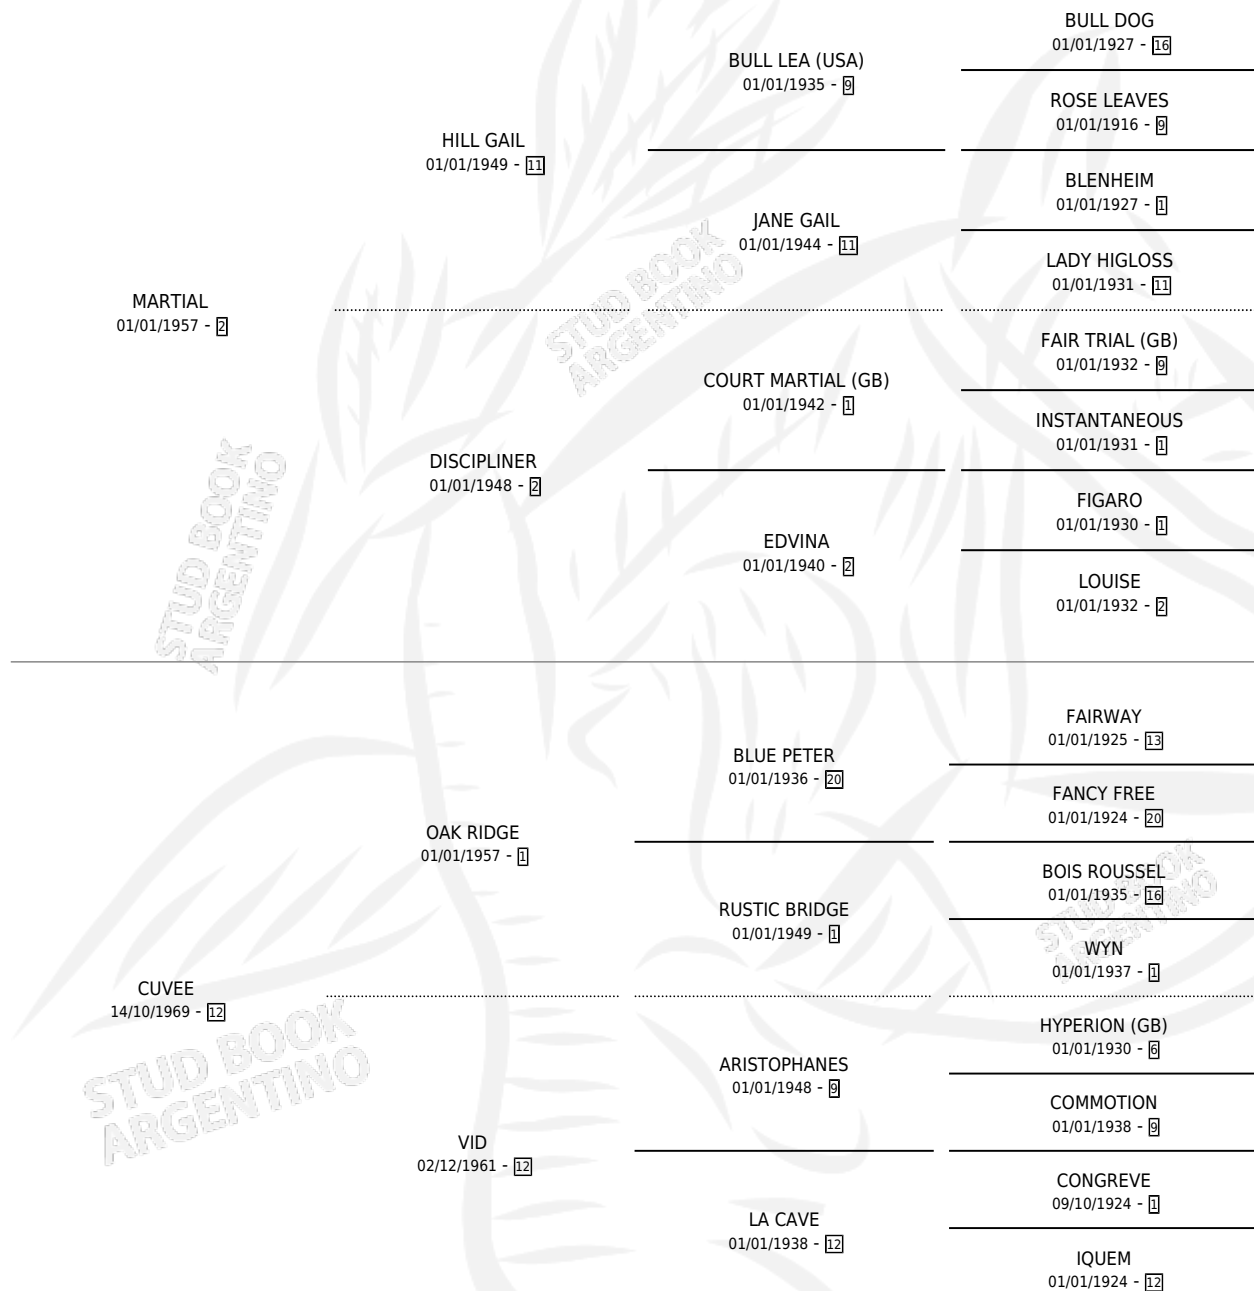 BULL DOG
01/01/1927 - 16
BULL LEA (USA)
01/01/1935 - 9
ROSE LEAVES
01/01/1916 - 9
HILL GAIL
01/01/1949 - 11
BLENHEIM
01/01/1927 - 1
JANE GAIL
01/01/1944 - 11
LADY HIGLOSS
01/01/1931 - 11
MARTIAL
01/01/1957 - 2
FAIR TRIAL (GB)
01/01/1932 - 9
COURT MARTIAL (GB)
01/01/1942 - 1
INSTANTANEOUS
01/01/1931 - 1
DISCIPLINER
01/01/1948 - 2
FIGARO
01/01/1930 - 1
EDVINA
01/01/1940 - 2
LOUISE
01/01/1932 - 2
FAIRWAY
01/01/1925 - 13
BLUE PETER
01/01/1936 - 20
FANCY FREE
01/01/1924 - 20
OAK RIDGE
01/01/1957 - 1
BOIS ROUSSEL
01/01/1935 - 16
RUSTIC BRIDGE
01/01/1949 - 1
WYN
01/01/1937 - 1
CUVEE
14/10/1969 - 12
HYPERION (GB)
01/01/1930 - 6
ARISTOPHANES
01/01/1948 - 9
COMMOTION
01/01/1938 - 9
VID
02/12/1961 - 12
CONGREVE
09/10/1924 - 1
LA CAVE
01/01/1938 - 12
IQUEM
01/01/1924 - 12
STUD BOOK
ARGENTINO
STUD BOOK
ARGENTINO
STUD BOOK
ARGENTINO
STUD BOOK
ARGENTINO